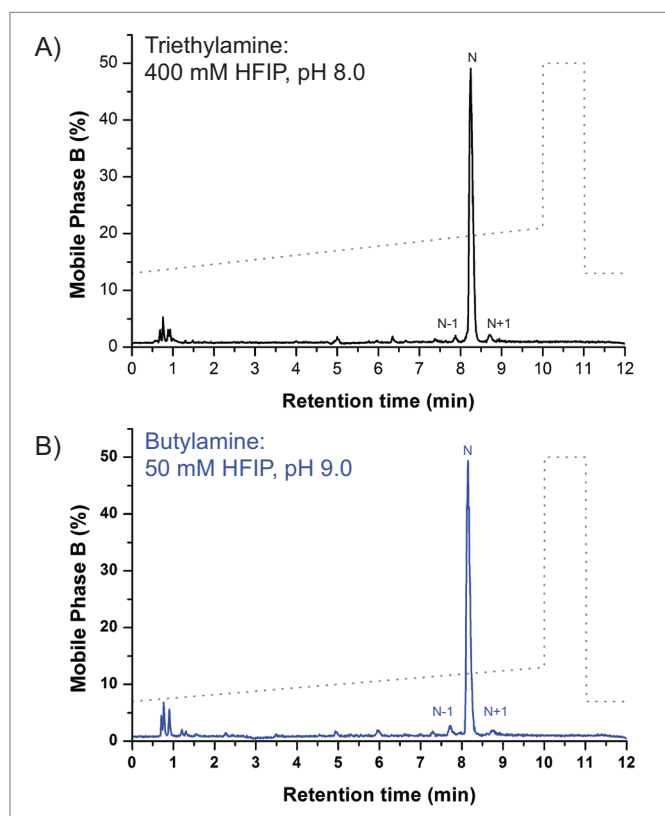 A)
Triethylamine:
400 mM HFIP, pH 8.0
N
N-1
N+1
Mobile Phase B (%)
50
40
30
20
10
0
0 1 2 3 4 5 6 7 8 9 10 11 12
Retention time (min)
B)
Butylamine:
50 mM HFIP, pH 9.0
N
N-1
N+1
Mobile Phase B (%)
50
40
30
20
10
0
0 1 2 3 4 5 6 7 8 9 10 11 12
Retention time (min)